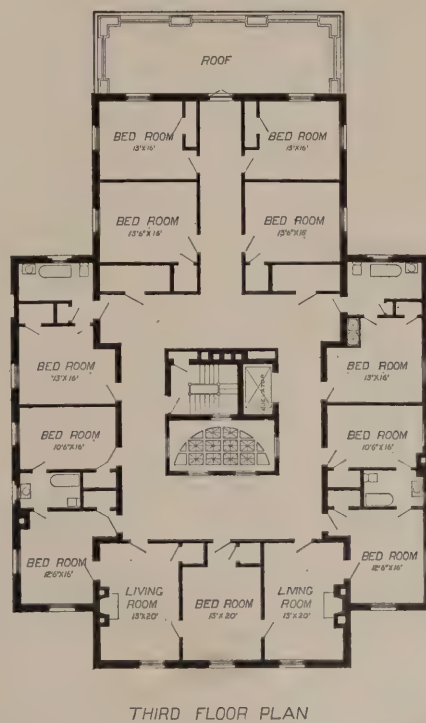 ROOF
BED ROOM
13'X16'
BED ROOM
13'X16'
BED ROOM
13'6"X16'
BED ROOM
13'6"X16'
BED ROOM
13'X16'
BED ROOM
13'X16'
ELEVATOR
BED ROOM
10'6"X16'
BED ROOM
10'6"X16'
BED ROOM
12'6"X16'
LIVING
ROOM
15'X20'
BED ROOM
15'X20'
LIVING
ROOM
15'X20'
BED ROOM
12'6"X16'
THIRD FLOOR PLAN